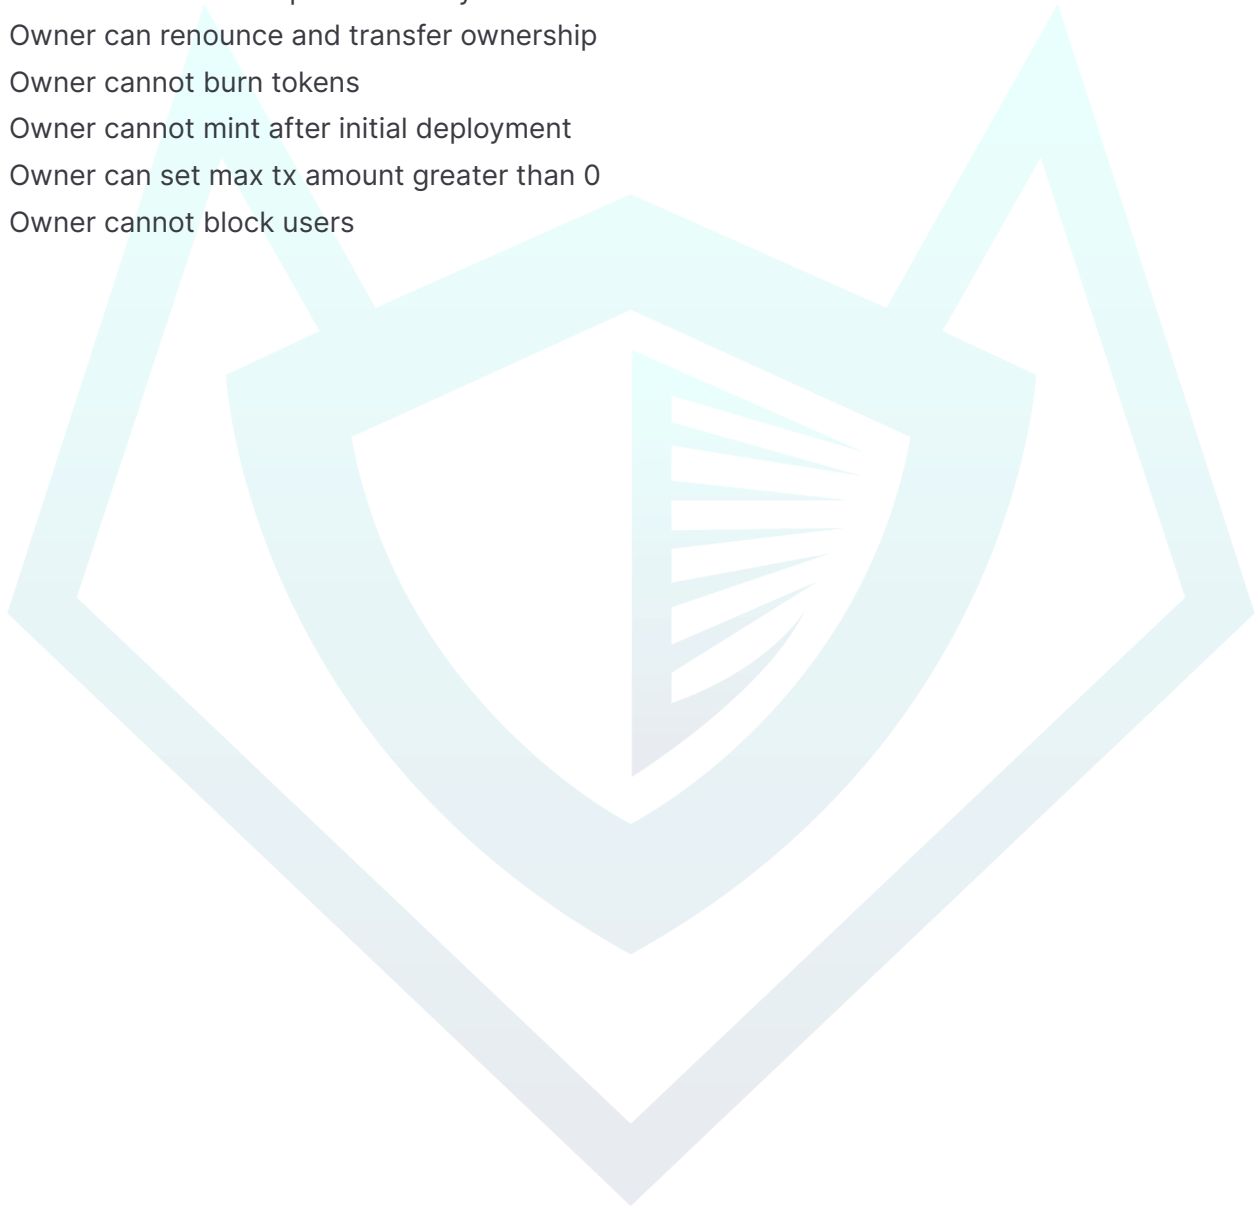 Owner can renounce and transfer ownership
Owner cannot burn tokens
Owner cannot mint after initial deployment
Owner can set max tx amount greater than 0
Owner cannot block users